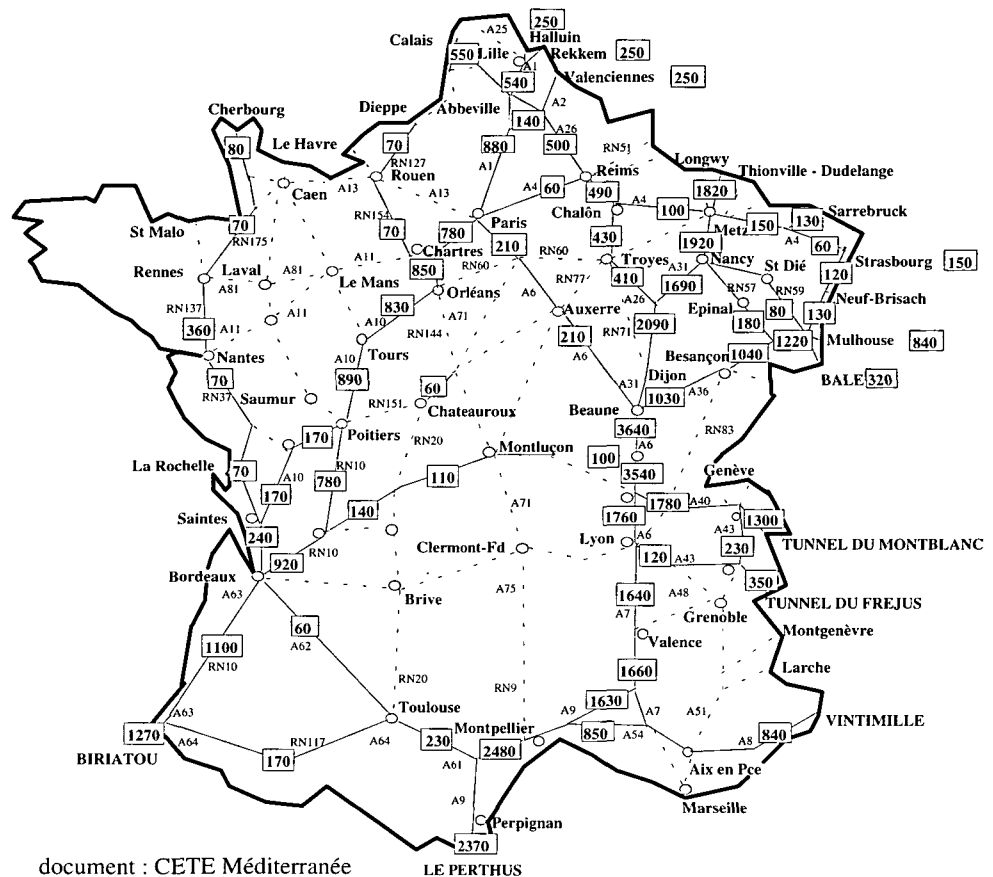 A25
250
Halluin
Calais
550
Lille
Rekkem
250
A1
540
Valenciennes
250
Cherbourg
Dieppe
Abbeville
A2
140
A26
80
Le Havre
70
880
500
RN127
RN51
Longwy
Rouen
A1
Reims
Thionville - Dudelange
Caen
A13
A13
A4
60
490
1820
RN154
A4
70
Paris
Chalôn
100
Metz
150
130
Sarrebruck
St Malo
RN175
70
780
210
430
1920
A4
60
Chartres
RN60
Nancy
Strasbourg
150
Rennes
Laval
A81
A11
850
RN60
Troyes
A31
St Dié
120
A81
Le Mans
Orléans
RN77
410
1690
RN57
RN59
Neuf-Brisach
RN137
830
A71
A6
A26
Epinal
80
130
A11
A11
A10
RN144
Auxerre
RN71
2090
180
360
210
1220
Mulhouse
840
Nantes
Tours
A6
Besançon
1040
70
A10
890
60
A31
Dijon
BALE
320
RN37
Saumur
RN151
Chateauroux
Beaune
1030
A36
Poitiers
3640
170
RN20
RN83
A6
La Rochelle
RN10
Montluçon
100
70
A10
780
110
3540
Genève
170
140
A71
1780
A40
Saintes
1760
1300
A43
240
RN10
Lyon
A6
TUNNEL DU MONTBLANC
920
Clermont-Fd
120
A43
230
Bordeaux
350
A63
Brive
A75
1640
A48
TUNNEL DU FREJUS
A7
Grenoble
60
Montgenèvre
1100
A62
Valence
RN10
1660
Larche
RN20
RN9
1630
A63
Toulouse
A9
A7
A51
VINTIMILLE
1270
Montpellier
A64
RN117
A64
230
2480
850
A54
A8
840
BIRIATOU
170
A61
Aix en Pce
A9
Marseille
Perpignan
2370
document : CETE Méditerranée
LE PERTHUS